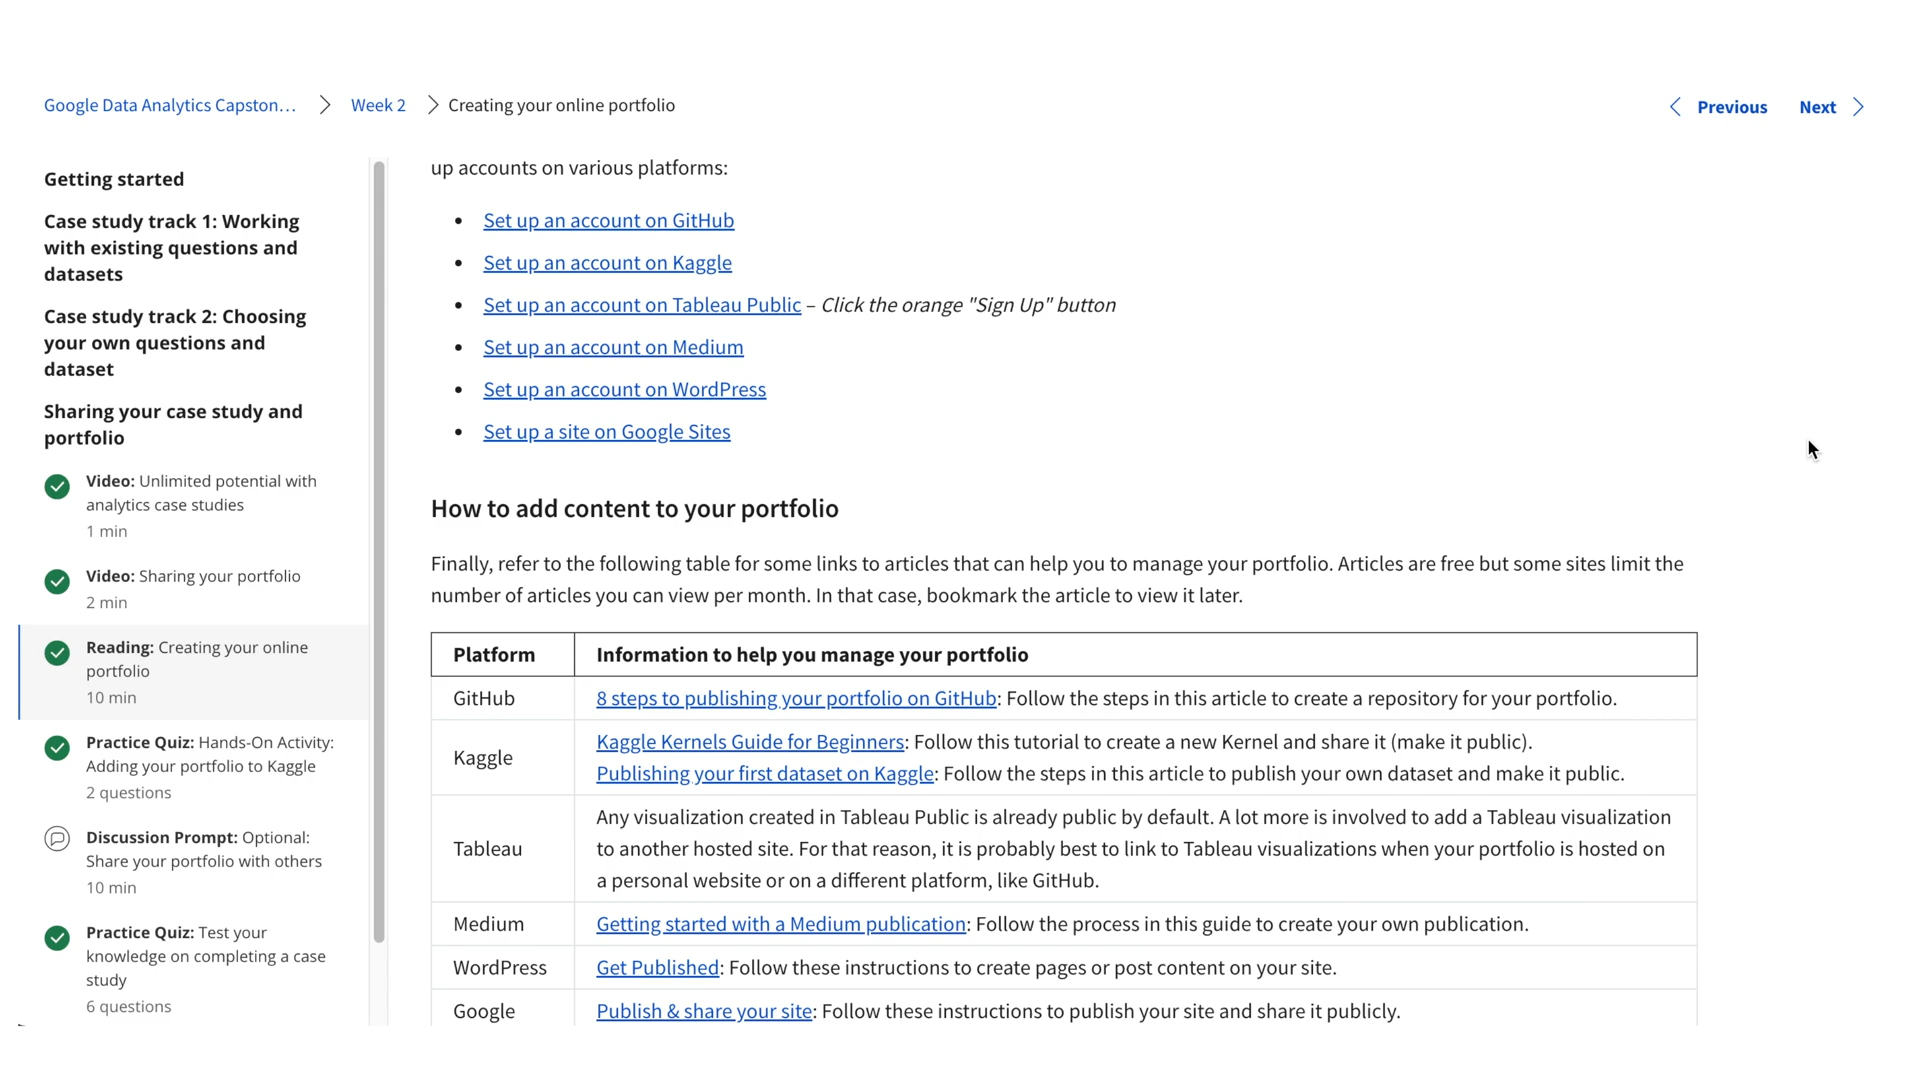 Google Data Analytics Capston...
Week 2
Creating your online portfolio
Previous
Next
Getting started
Case study track 1: Working
with existing questions and
datasets
Case study track 2: Choosing
your own questions and
dataset
Sharing your case study and
portfolio
Video: Unlimited potential with
analytics case studies
1 min
Video: Sharing your portfolio
2 min
Reading: Creating your online
portfolio
10 min
Practice Quiz: Hands-On Activity:
Adding your portfolio to Kaggle
2 questions
Discussion Prompt: Optional:
Share your portfolio with others
10 min
Practice Quiz: Test your
knowledge on completing a case
study
6 questions
up accounts on various platforms:
• Set up an account on GitHub
• Set up an account on Kaggle
• Set up an account on Tableau Public – Click the orange "Sign Up" button
• Set up an account on Medium
• Set up an account on WordPress
• Set up a site on Google Sites
How to add content to your portfolio
Finally, refer to the following table for some links to articles that can help you to manage your portfolio. Articles are free but some sites limit the
number of articles you can view per month. In that case, bookmark the article to view it later.
Platform
Information to help you manage your portfolio
GitHub
8 steps to publishing your portfolio on GitHub: Follow the steps in this article to create a repository for your portfolio.
Kaggle
Kaggle Kernels Guide for Beginners: Follow this tutorial to create a new Kernel and share it (make it public).
Publishing your first dataset on Kaggle: Follow the steps in this article to publish your own dataset and make it public.
Tableau
Any visualization created in Tableau Public is already public by default. A lot more is involved to add a Tableau visualization
to another hosted site. For that reason, it is probably best to link to Tableau visualizations when your portfolio is hosted on
a personal website or on a different platform, like GitHub.
Medium
Getting started with a Medium publication: Follow the process in this guide to create your own publication.
WordPress
Get Published: Follow these instructions to create pages or post content on your site.
Google
Publish & share your site: Follow these instructions to publish your site and share it publicly.